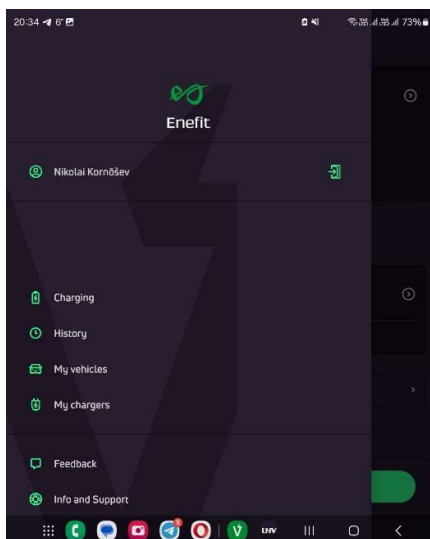 20:34 6° 73%
Enefit
Nikolai Kornõšev
Charging
History
My vehicles
My chargers
Feedback
Info and Support